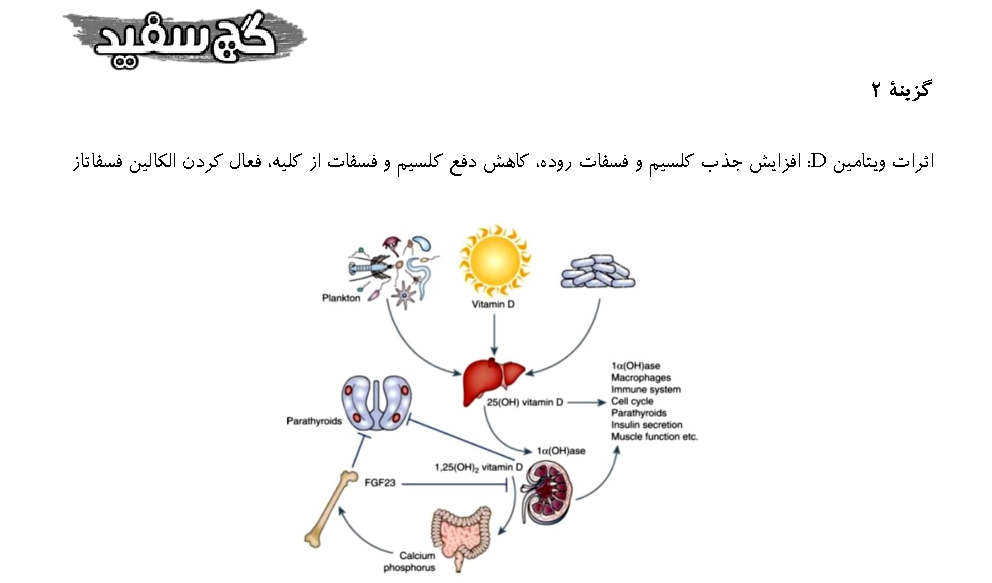 گچ سفید
گزینهٔ ۲
اثرات ویتامین D: افزایش جذب کلسیم و فسفات روده، کاهش دفع کلسیم و فسفات از کلیه، فعال کردن الکالین فسفاتاز
Plankton
Vitamin D
25(OH) vitamin D
1α(OH)ase
Macrophages
Immune system
Cell cycle
Parathyroids
Insulin secretion
Muscle function etc.
Parathyroids
1α(OH)ase
1,25(OH)₂ vitamin D
FGF23
Calcium
phosphorus